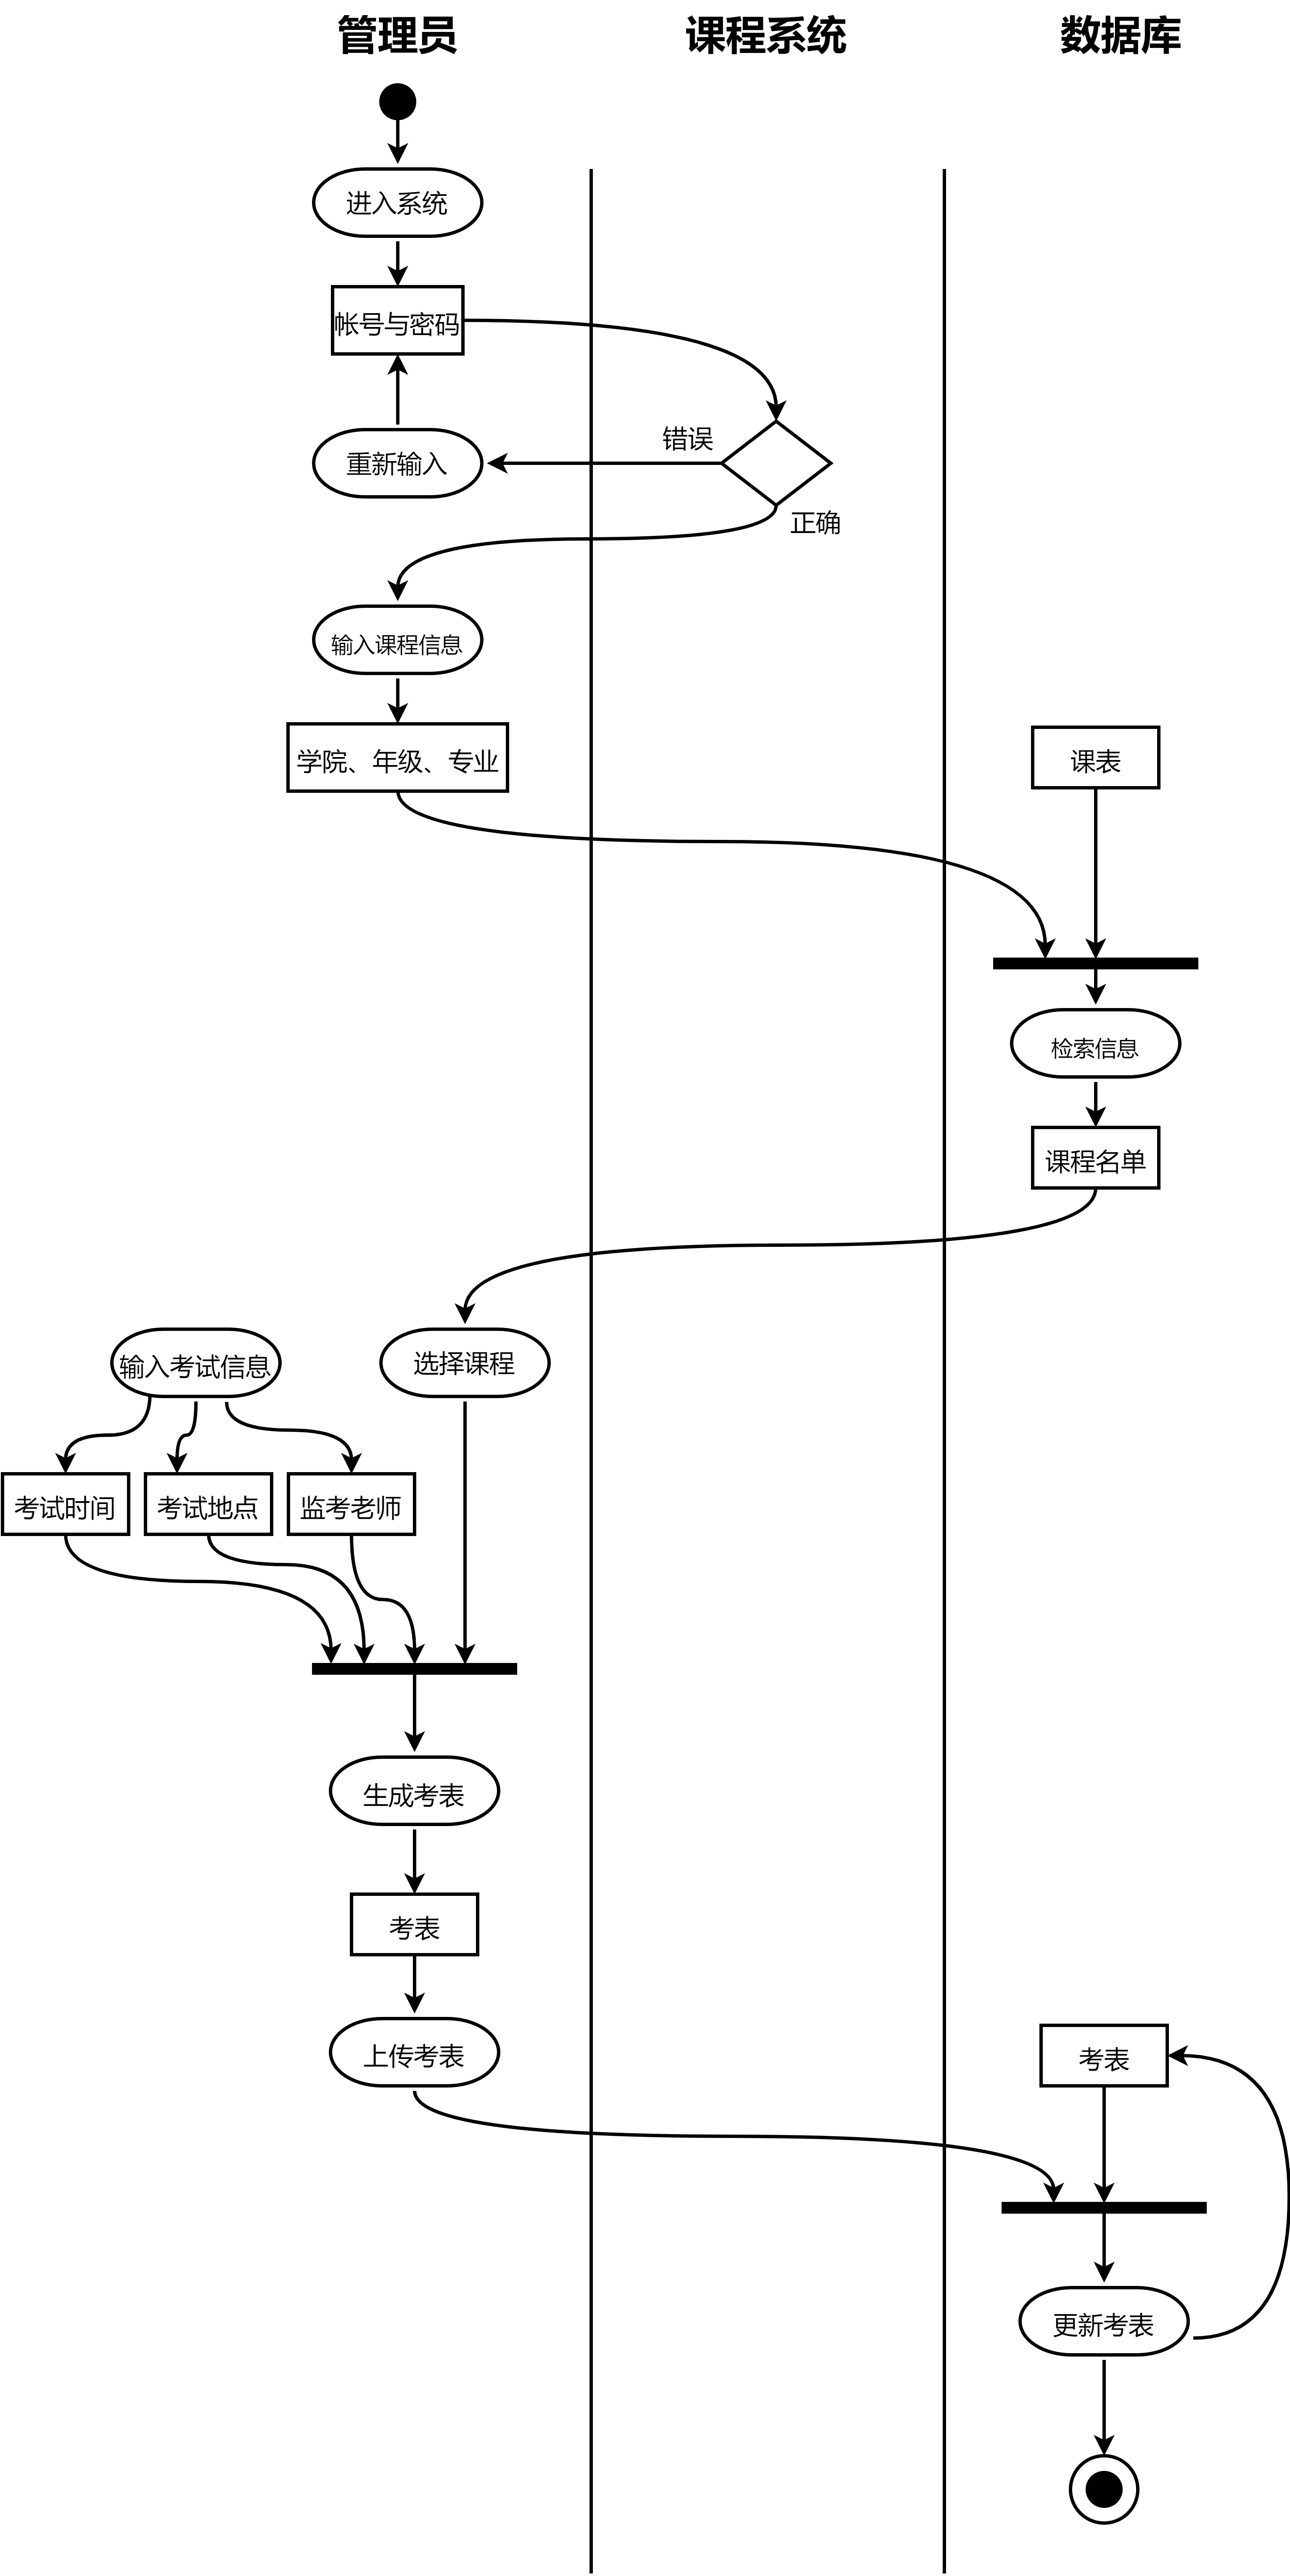 管理员
课程系统
数据库
进入系统
帐号与密码
错误
重新输入
正确
输入课程信息
学院、年级、专业
课表
检索信息
课程名单
输入考试信息
选择课程
考试时间
考试地点
监考老师
生成考表
考表
上传考表
考表
更新考表